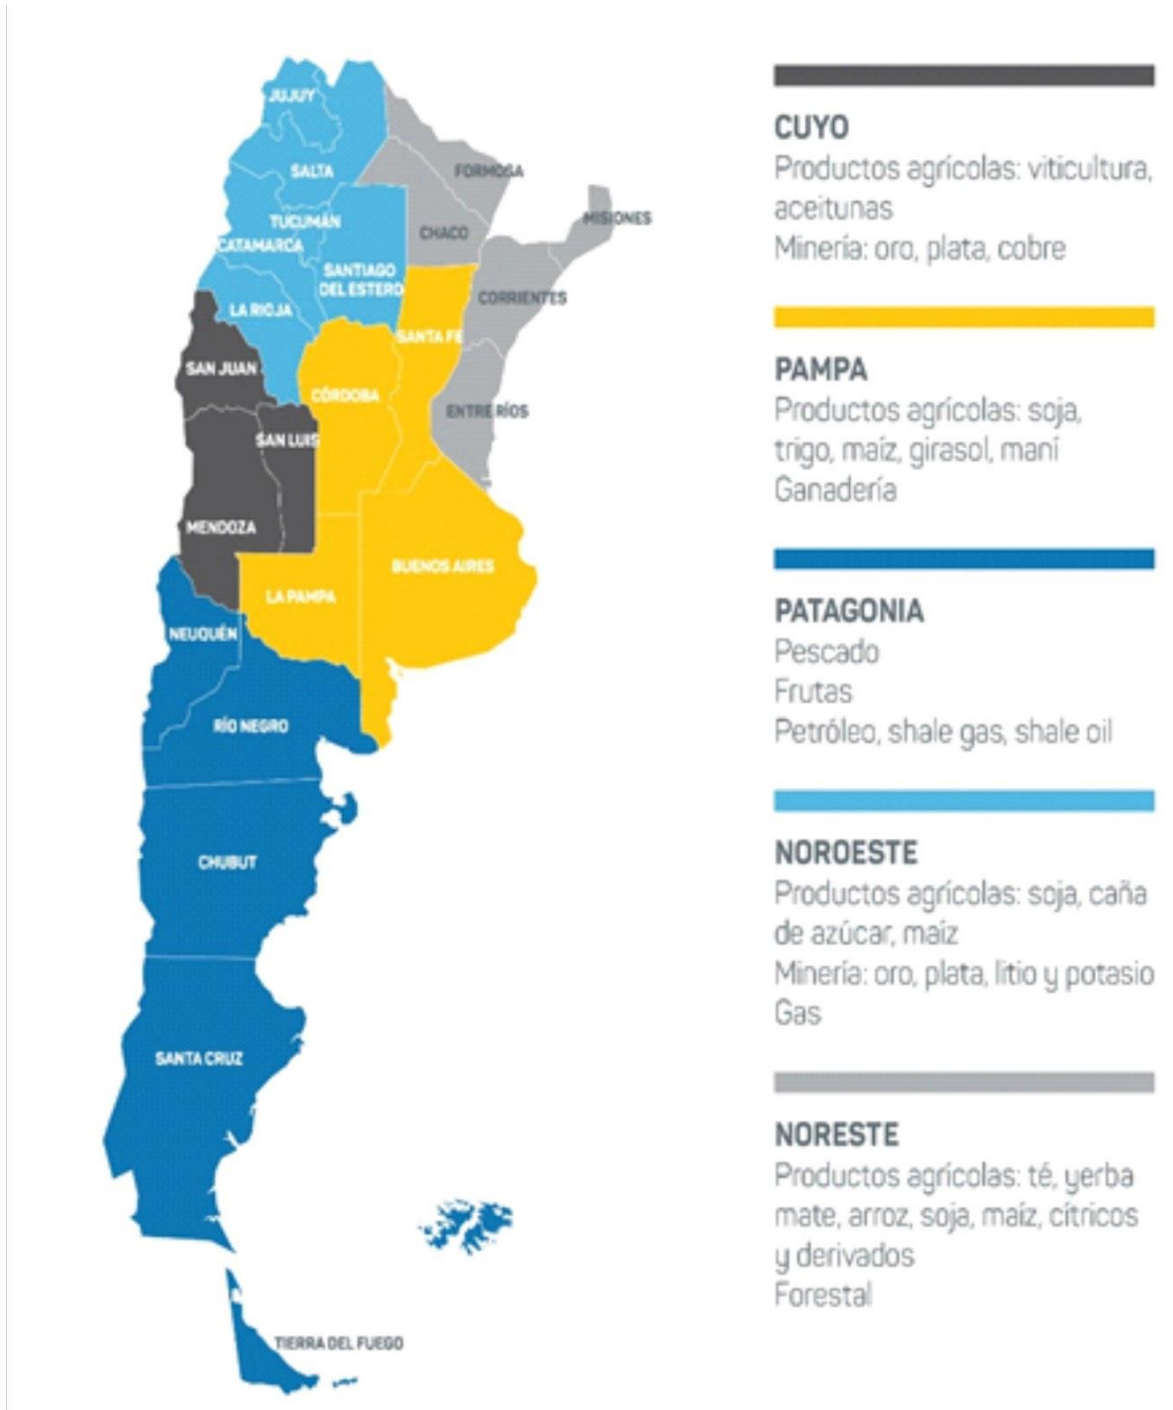 JUJUY
SALTA
FORMOSA
MISIONES
TUCUMÁN
CHACO
CATAMARCA
SANTIAGO
DEL ESTERO
CORRIENTES
LA RIOJA
SANTA FE
SAN JUAN
CÓRDOBA
ENTRE RÍOS
SAN LUIS
MENDOZA
BUENOS AIRES
LA PAMPA
NEUQUÉN
RÍO NEGRO
CHUBUT
SANTA CRUZ
TIERRA DEL FUEGO
CUYO
Productos agrícolas: viticultura,
aceitunas
Minería: oro, plata, cobre
PAMPA
Productos agrícolas: soja,
trigo, maíz, girasol, maní
Ganadería
PATAGONIA
Pescado
Frutas
Petróleo, shale gas, shale oil
NOROESTE
Productos agrícolas: soja, caña
de azúcar, maíz
Minería: oro, plata, litio y potasio
Gas
NORESTE
Productos agrícolas: té, yerba
mate, arroz, soja, maíz, cítricos
y derivados
Forestal